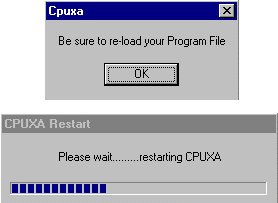 Cpuxa
Be sure to re-load your Program File
OK
CPUXA Restart
Please wait.........restarting CPUXA